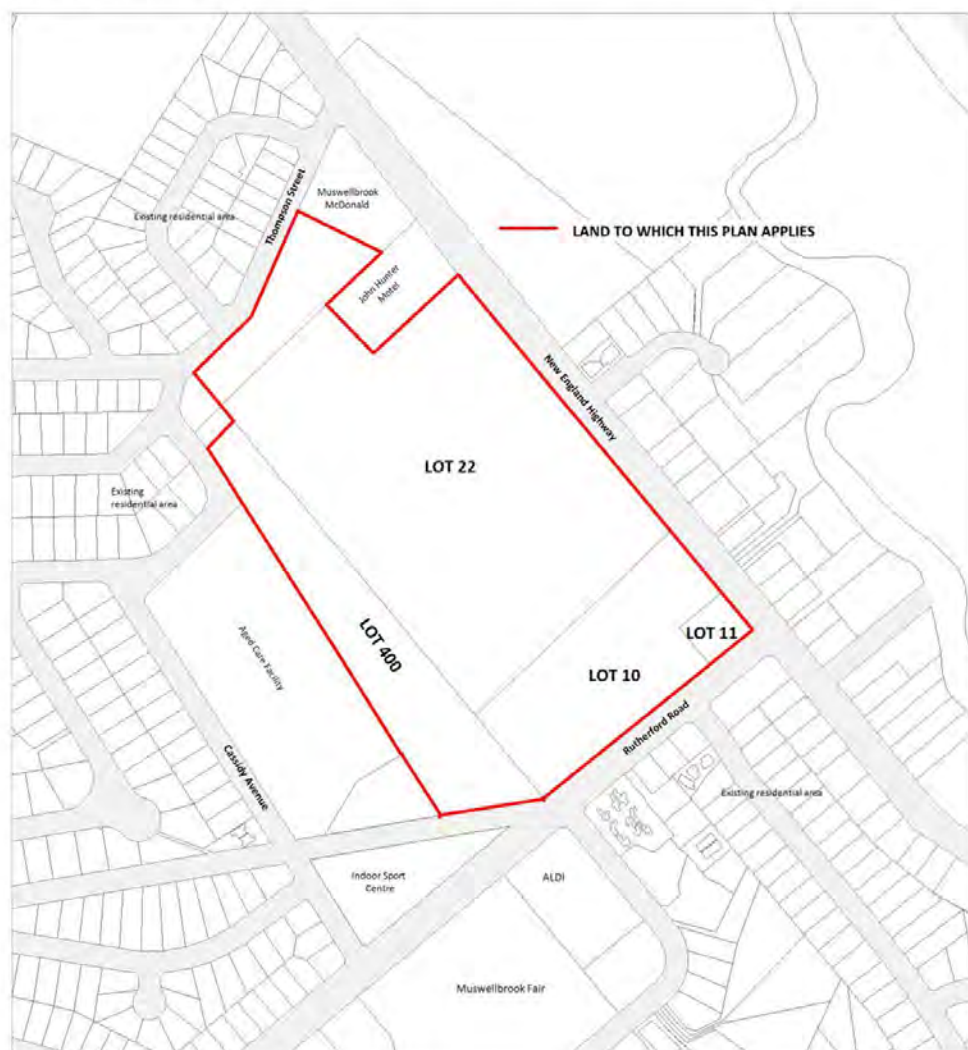 Muswellbrook
McDonald
Existing residential area
Thompson Street
LAND TO WHICH THIS PLAN APPLIES
John Hunter
Motel
New England Highway
LOT 22
Existing
residential area
LOT 400
Aged Care Facility
LOT 11
LOT 10
Rutherford Road
Cassidy Avenue
Existing residential area
Indoor Sport
Centre
ALDI
Muswellbrook Fair